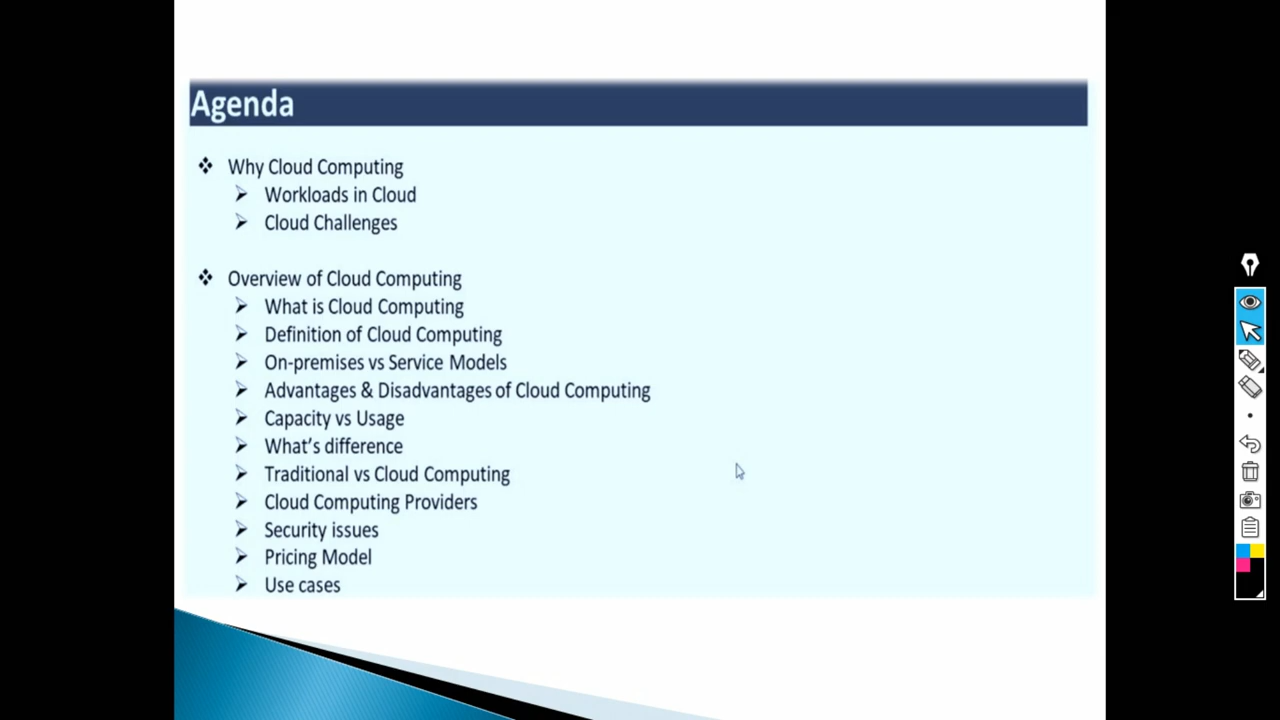 Agenda
Why Cloud Computing
Workloads in Cloud
Cloud Challenges
Overview of Cloud Computing
What is Cloud Computing
Definition of Cloud Computing
On-premises vs Service Models
Advantages & Disadvantages of Cloud Computing
Capacity vs Usage
What's difference
Traditional vs Cloud Computing
Cloud Computing Providers
Security issues
Pricing Model
Use cases